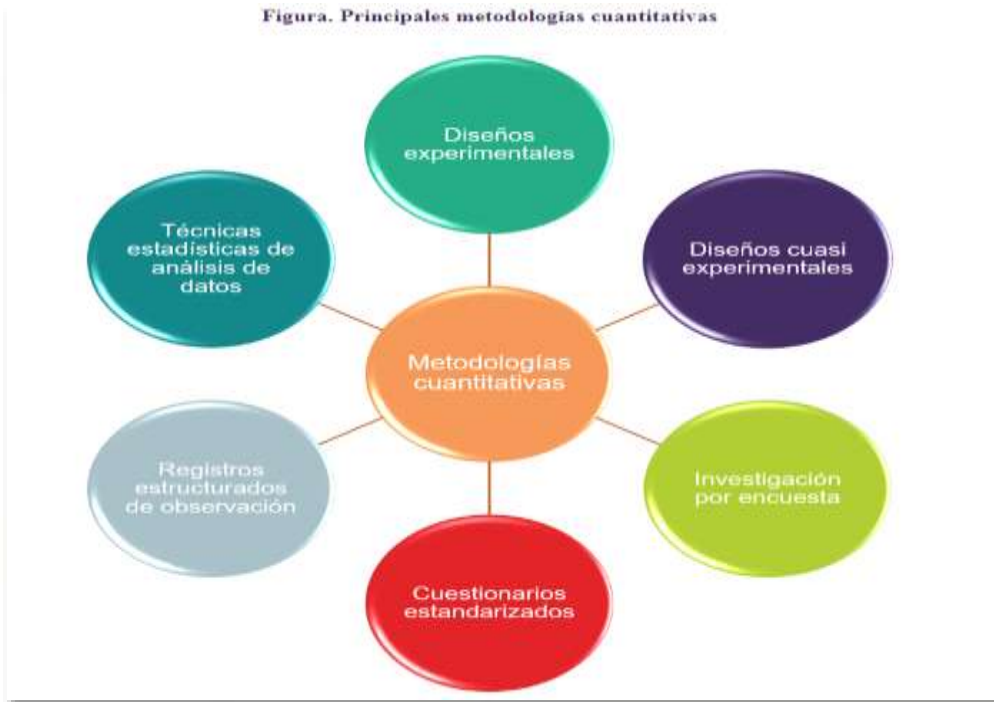 Figura. Principales metodologías cuantitativas
Diseños
experimentales
Diseños cuasi
experimentales
Investigación
por encuesta
Cuestionarios
estandarizados
Registros
estructurados
de observación
Técnicas
estadísticas de
análisis de
datos
Metodologías
cuantitativas